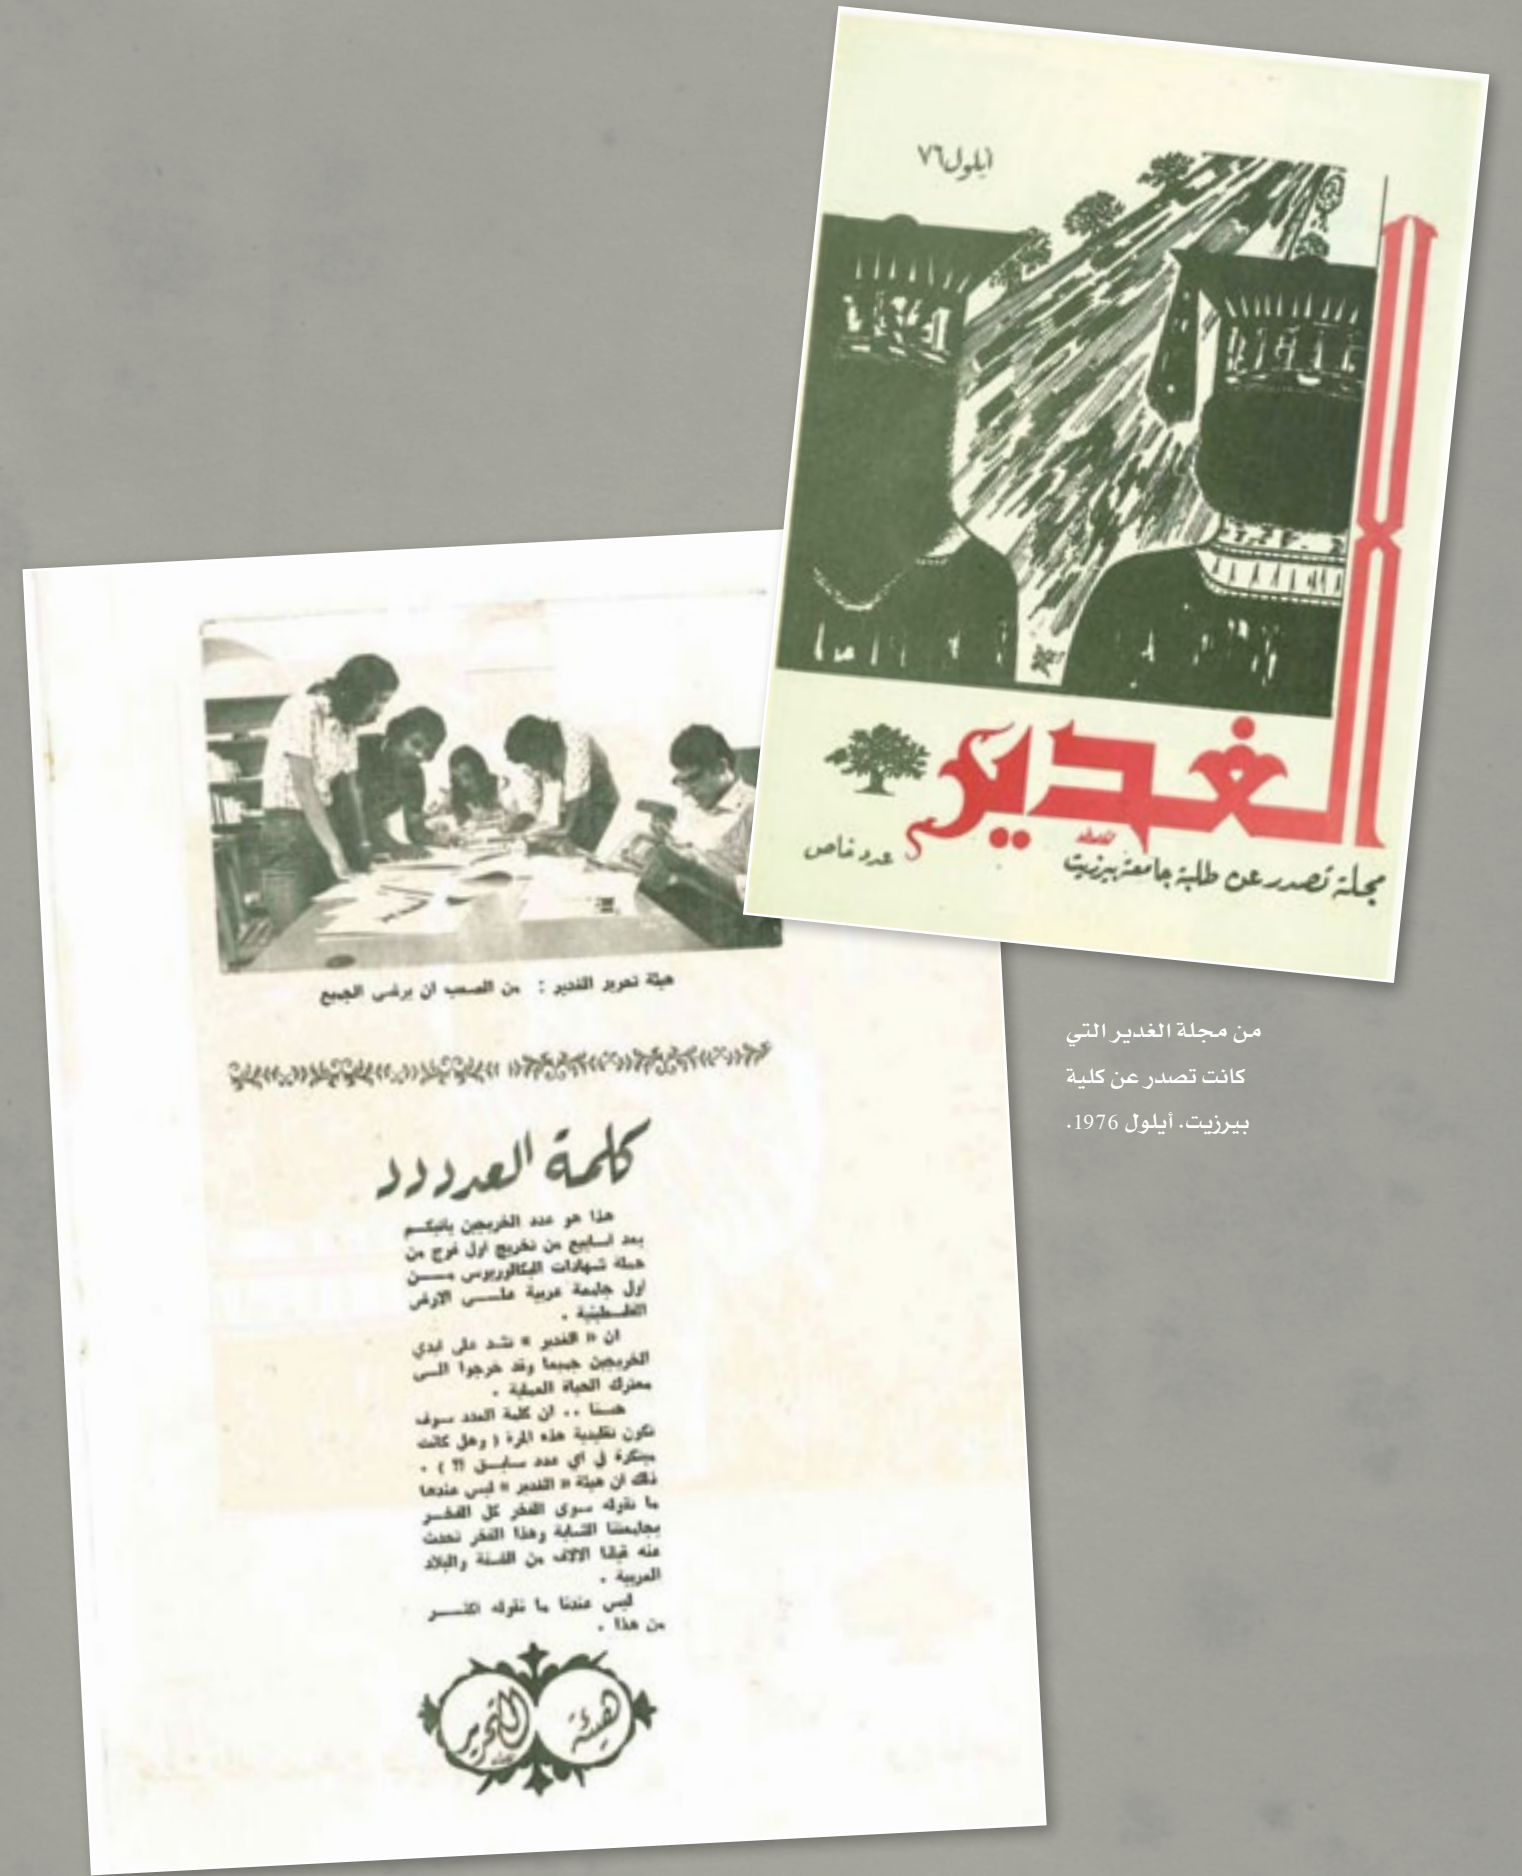 أيلول ٧٦
الغدير
عدد خاص
مجلة تصدر عن طلبة جامعة بيرزيت
من مجلة الغدير التي
كانت تصدر عن كلية
بيرزيت. أيلول 1976.
هيئة تحرير الغدير : من الصعب ان يرضى الجميع
كلمة العدد
هذا هو عدد الخريجين ياتيكم
بعد اسابيع من تخريج اول فوج من
حملة شهادات البكالوريوس من
اول جامعة عربية على الارض
الفلسطينية .
ان « الغدير » تشد على ايدي
الخريجين جميعا وقد خرجوا الى
معترك الحياة العملية .
حسنا .. ان كلمة العدد سوف
تكون تقليدية هذه المرة ( وهل كانت
مبتكرة في اي عدد سابق ؟! ) .
ذلك ان هيئة « الغدير » ليس عندها
ما تقوله سوى الفخر كل الفخر
بجامعتنا الشابة وهذا الفخر تحدث
عنه قبلنا الالاف من الضفة والبلاد
العربية .
ليس عندنا ما نقوله اكثر
من هذا .
هيئة التحرير